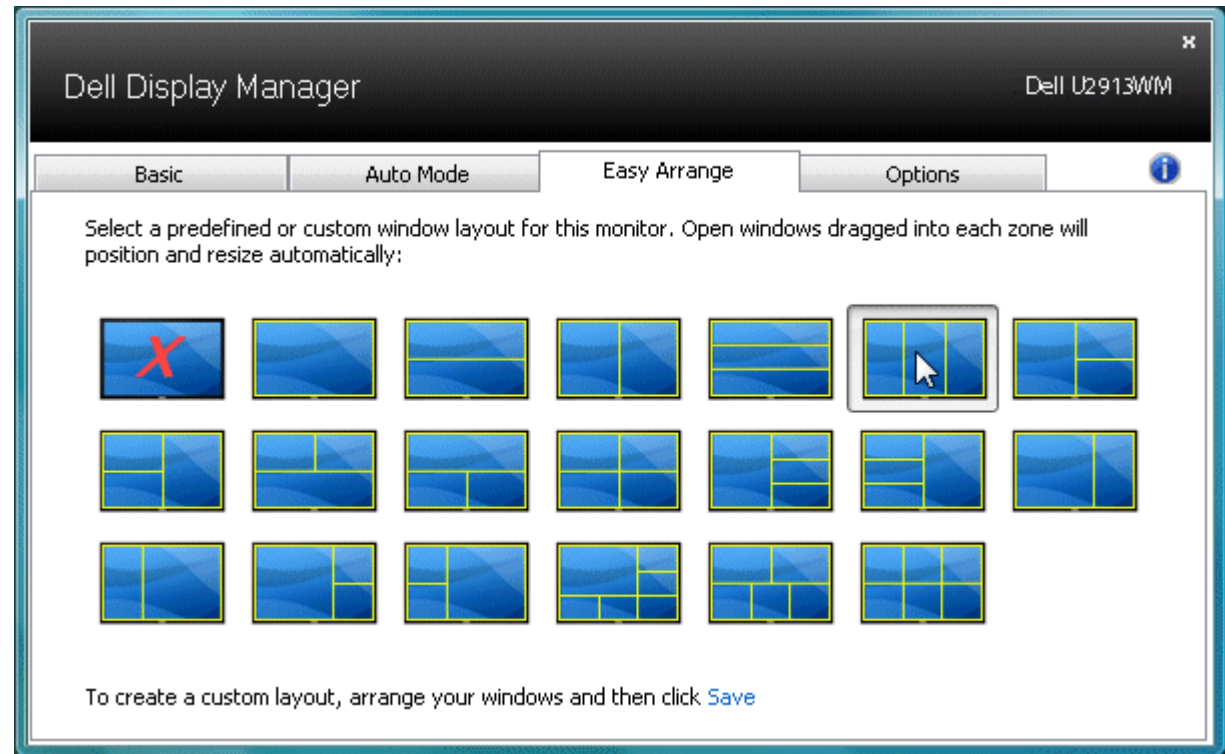 Dell Display Manager
Dell U2913WM
Basic
Auto Mode
Easy Arrange
Options
Select a predefined or custom window layout for this monitor. Open windows dragged into each zone will
position and resize automatically:
X
To create a custom layout, arrange your windows and then click Save